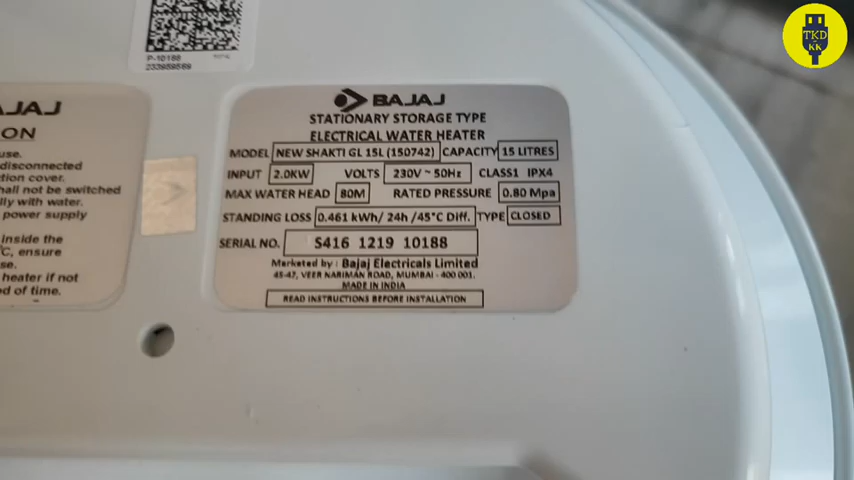 P-10188
AJAJ
ON
use.
disconnected
ction cover.
hall not be switched
lly with water.
power supply
inside the
°C, ensure
se.
heater if not
ed of time.
BAJAJ
STATIONARY STORAGE TYPE
ELECTRICAL WATER HEATER
MODEL NEW SHAKTI GL 15L (150742) CAPACITY 15 LITRES
INPUT 2.0KW VOLTS 230V ~ 50Hz CLASS1 IPX4
MAX WATER HEAD 80M RATED PRESSURE 0.80 Mpa
STANDING LOSS 0.461 kWh/ 24h /45°C Diff. TYPE CLOSED
SERIAL NO. S416 1219 10188
Marketed by : Bajaj Electricals Limited
45-47, VEER NARIMAN ROAD, MUMBAI - 400 001.
MADE IN INDIA
READ INSTRUCTIONS BEFORE INSTALLATION
TKD
KK